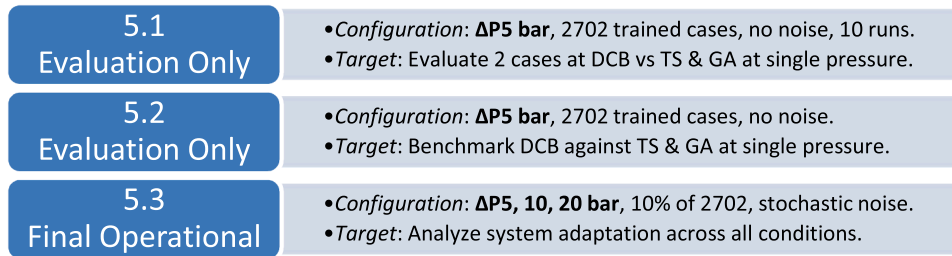 5.1
Evaluation Only
•Configuration: ΔP5 bar, 2702 trained cases, no noise, 10 runs.
•Target: Evaluate 2 cases at DCB vs TS & GA at single pressure.
5.2
Evaluation Only
•Configuration: ΔP5 bar, 2702 trained cases, no noise.
•Target: Benchmark DCB against TS & GA at single pressure.
5.3
Final Operational
•Configuration: ΔP5, 10, 20 bar, 10% of 2702, stochastic noise.
•Target: Analyze system adaptation across all conditions.